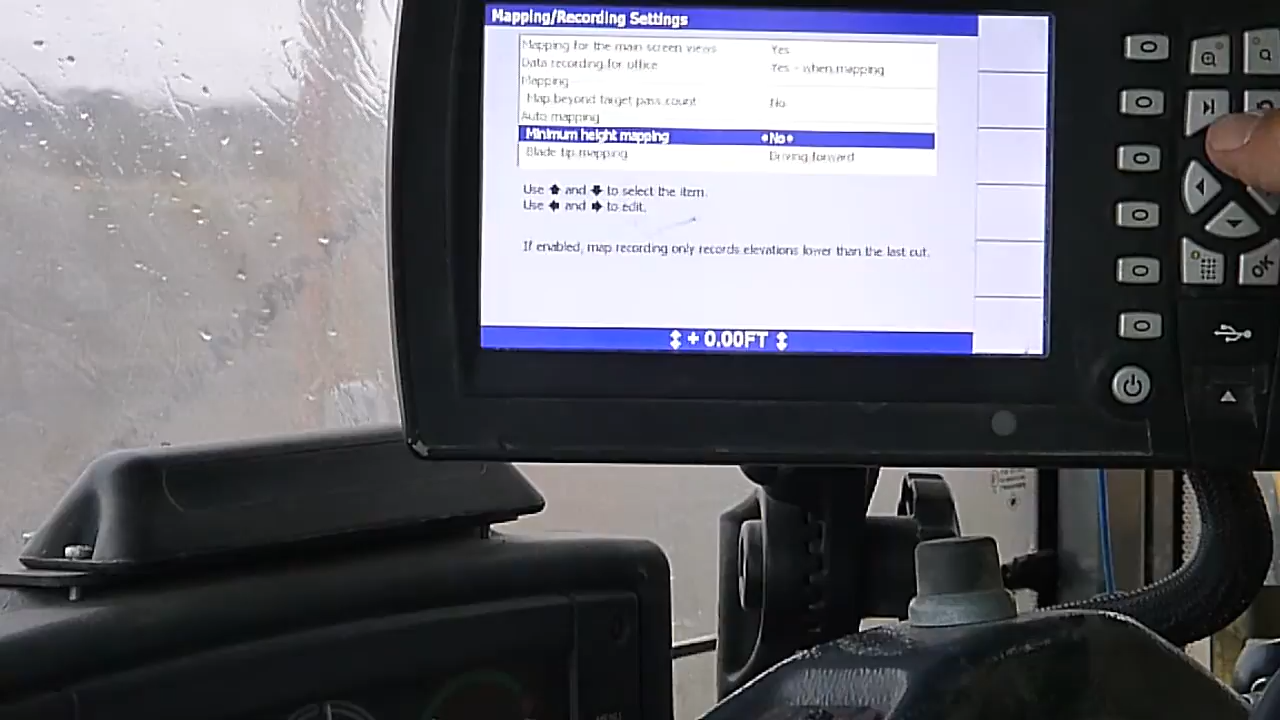 Mapping/Recording Settings
Mapping for the main screen views Yes
Data recording for office Yes - when mapping
Mapping
Map beyond target pass count No
Auto mapping
Minimum height mapping •No•
Blade tip mapping Driving forward
Use and to select the item.
Use and to edit.
If enabled, map recording only records elevations lower than the last cut.
+ 0.00FT
OK